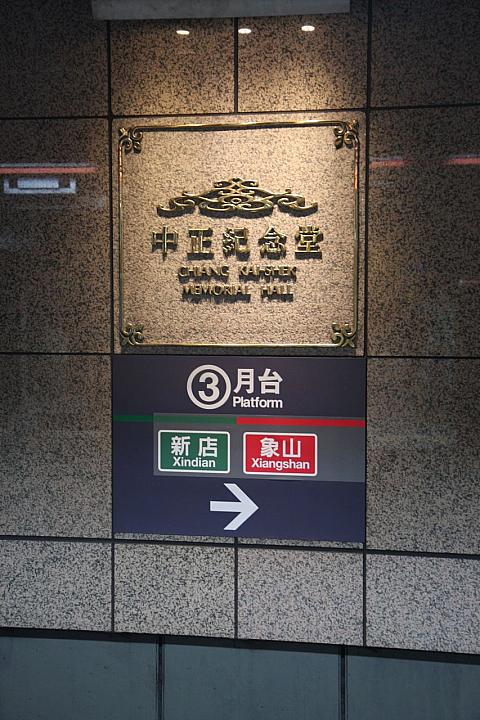 中正紀念堂
CHIANG KAI-SHEK
MEMORIAL HALL
3 月台
Platform
新店 象山
Xindian Xiangshan